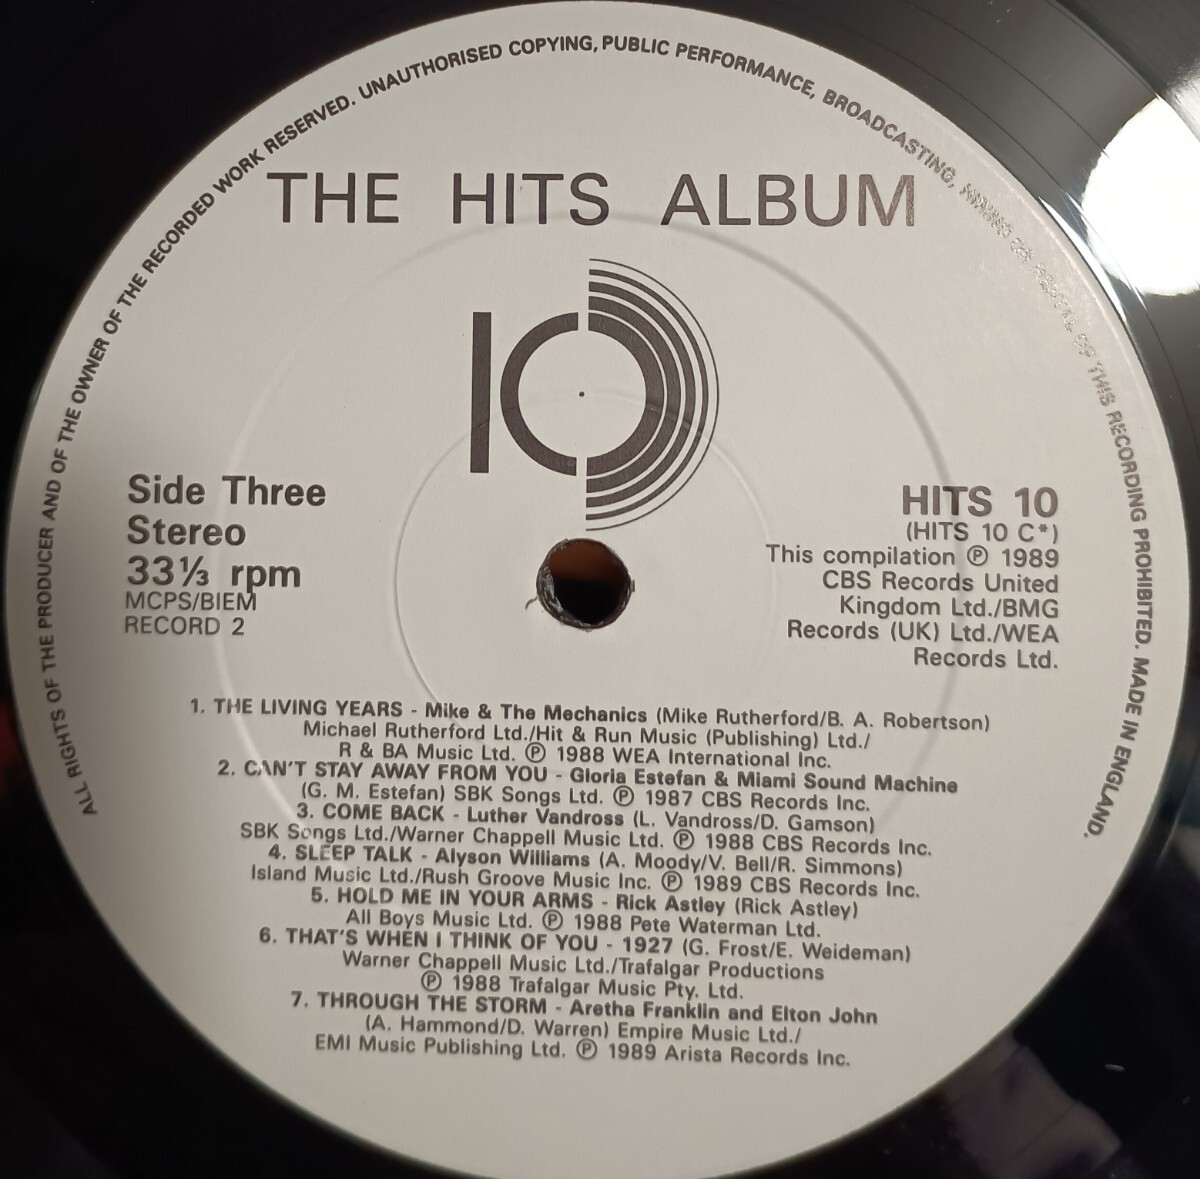 ALL RIGHTS OF THE PRODUCER AND OF THE OWNER OF THE RECORDED WORK RESERVED. UNAUTHORISED COPYING, PUBLIC PERFORMANCE, BROADCASTING, HIRING OR RENTAL OF THIS RECORDING PROHIBITED. MADE IN ENGLAND.
THE HITS ALBUM
10
Side Three
Stereo
33⅓ rpm
MCPS/BIEM
RECORD 2
HITS 10
(HITS 10 C*)
This compilation ℗ 1989
CBS Records United
Kingdom Ltd./BMG
Records (UK) Ltd./WEA
Records Ltd.
1. THE LIVING YEARS - Mike & The Mechanics (Mike Rutherford/B. A. Robertson)
Michael Rutherford Ltd./Hit & Run Music (Publishing) Ltd./
R & BA Music Ltd. ℗ 1988 WEA International Inc.
2. CAN'T STAY AWAY FROM YOU - Gloria Estefan & Miami Sound Machine
(G. M. Estefan) SBK Songs Ltd. ℗ 1987 CBS Records Inc.
3. COME BACK - Luther Vandross (L. Vandross/D. Gamson)
SBK Songs Ltd./Warner Chappell Music Ltd. ℗ 1988 CBS Records Inc.
4. SLEEP TALK - Alyson Williams (A. Moody/V. Bell/R. Simmons)
Island Music Ltd./Rush Groove Music Inc. ℗ 1989 CBS Records Inc.
5. HOLD ME IN YOUR ARMS - Rick Astley (Rick Astley)
All Boys Music Ltd. ℗ 1988 Pete Waterman Ltd.
6. THAT'S WHEN I THINK OF YOU - 1927 (G. Frost/E. Weideman)
Warner Chappell Music Ltd./Trafalgar Productions
℗ 1988 Trafalgar Music Pty. Ltd.
7. THROUGH THE STORM - Aretha Franklin and Elton John
(A. Hammond/D. Warren) Empire Music Ltd./
EMI Music Publishing Ltd. ℗ 1989 Arista Records Inc.